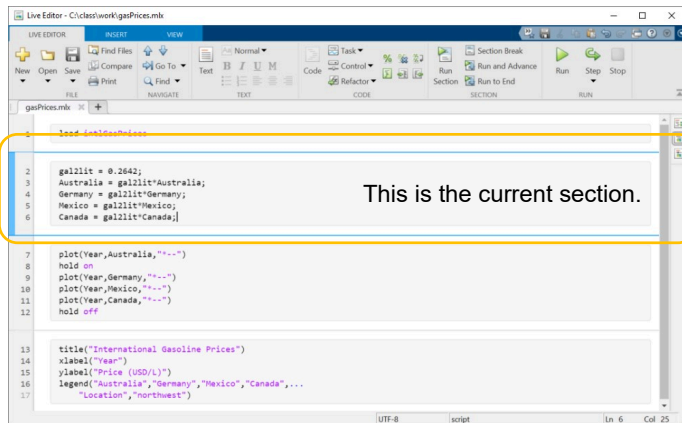 Live Editor - C:\class\work\gasPrices.mlx
LIVE EDITOR INSERT VIEW
New Open Save Find Files Compare Print Go To Find Text Normal B I U M Code Task Control Refactor Run Section Section Break Run and Advance Run to End Run Step Stop
FILE NAVIGATE TEXT CODE SECTION RUN
gasPrices.mlx
1 load intlGasPrices
2 gal2lit = 0.2642;
3 Australia = gal2lit*Australia;
4 Germany = gal2lit*Germany;
5 Mexico = gal2lit*Mexico;
6 Canada = gal2lit*Canada;
This is the current section.
7 plot(Year,Australia,"*--")
8 hold on
9 plot(Year,Germany,"*--")
10 plot(Year,Mexico,"*--")
11 plot(Year,Canada,"*--")
12 hold off
13 title("International Gasoline Prices")
14 xlabel("Year")
15 ylabel("Price (USD/L)")
16 legend("Australia","Germany","Mexico","Canada",...
17 "Location","northwest")
UTF-8 script Ln 6 Col 25